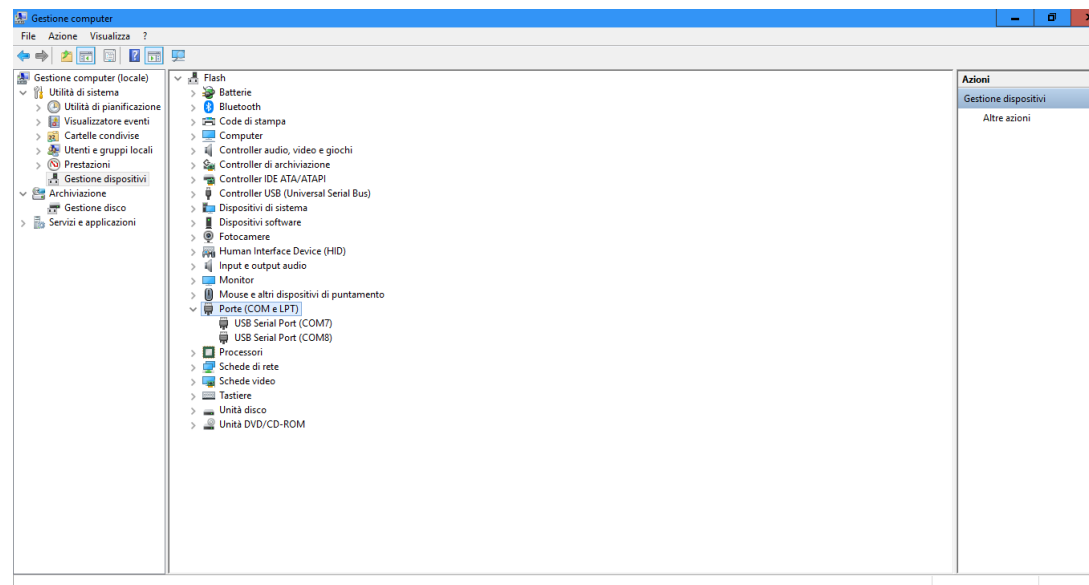 Gestione computer
File Azione Visualizza ?
Gestione computer (locale)
Utilità di sistema
Utilità di pianificazione
Visualizzatore eventi
Cartelle condivise
Utenti e gruppi locali
Prestazioni
Gestione dispositivi
Archiviazione
Gestione disco
Servizi e applicazioni
Flash
Batterie
Bluetooth
Code di stampa
Computer
Controller audio, video e giochi
Controller di archiviazione
Controller IDE ATA/ATAPI
Controller USB (Universal Serial Bus)
Dispositivi di sistema
Dispositivi software
Fotocamere
Human Interface Device (HID)
Input e output audio
Monitor
Mouse e altri dispositivi di puntamento
Porte (COM e LPT)
USB Serial Port (COM7)
USB Serial Port (COM8)
Processori
Schede di rete
Schede video
Tastiere
Unità disco
Unità DVD/CD-ROM
Azioni
Gestione dispositivi
Altre azioni